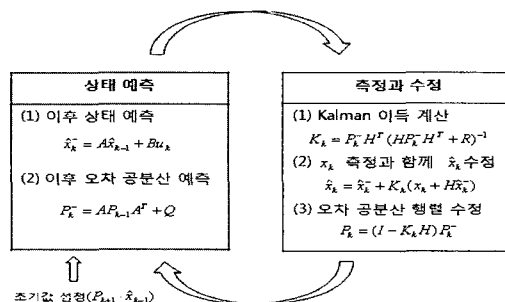 상태 예측
(1) 이후 상태 예측
x̂ₖ⁻ = Ax̂ₖ₋₁ + Buₖ
(2) 이후 오차 공분산 예측
Pₖ⁻ = APₖ₋₁Aᵀ + Q
초기값 설정(Pₖ₊₁ · x̂ₖ₋₁)
측정과 수정
(1) Kalman 이득 계산
Kₖ = Pₖ⁻Hᵀ(HPₖ⁻Hᵀ + R)⁻¹
(2) xₖ 측정과 함께 x̂ₖ수정
x̂ₖ = x̂ₖ⁻ + Kₖ(xₖ + Hx̂ₖ⁻)
(3) 오차 공분산 행렬 수정
Pₖ = (I − KₖH)Pₖ⁻